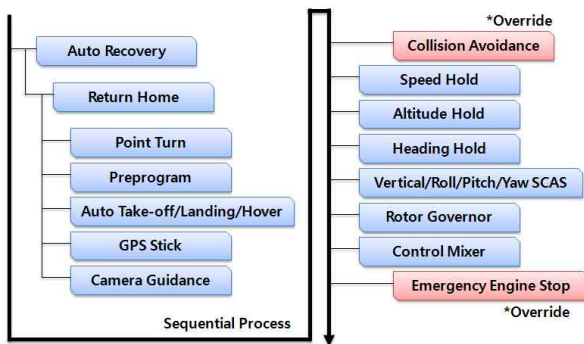 Auto Recovery
Return Home
Point Turn
Preprogram
Auto Take-off/Landing/Hover
GPS Stick
Camera Guidance
Sequential Process
*Override
Collision Avoidance
Speed Hold
Altitude Hold
Heading Hold
Vertical/Roll/Pitch/Yaw SCAS
Rotor Governor
Control Mixer
Emergency Engine Stop
*Override